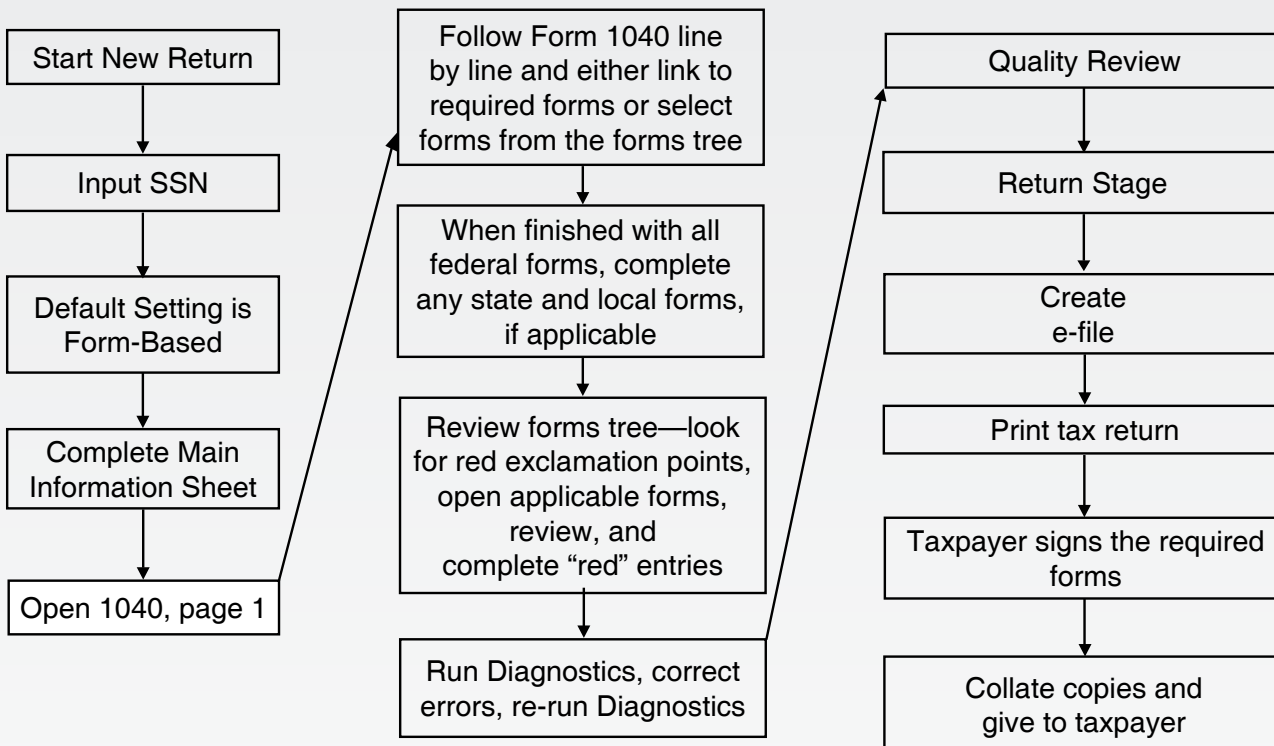 Start New Return
Input SSN
Default Setting is
Form-Based
Complete Main
Information Sheet
Open 1040, page 1
Follow Form 1040 line
by line and either link to
required forms or select
forms from the forms tree
When finished with all
federal forms, complete
any state and local forms,
if applicable
Review forms tree—look
for red exclamation points,
open applicable forms,
review, and
complete “red” entries
Run Diagnostics, correct
errors, re-run Diagnostics
Quality Review
Return Stage
Create
e-file
Print tax return
Taxpayer signs the required
forms
Collate copies and
give to taxpayer